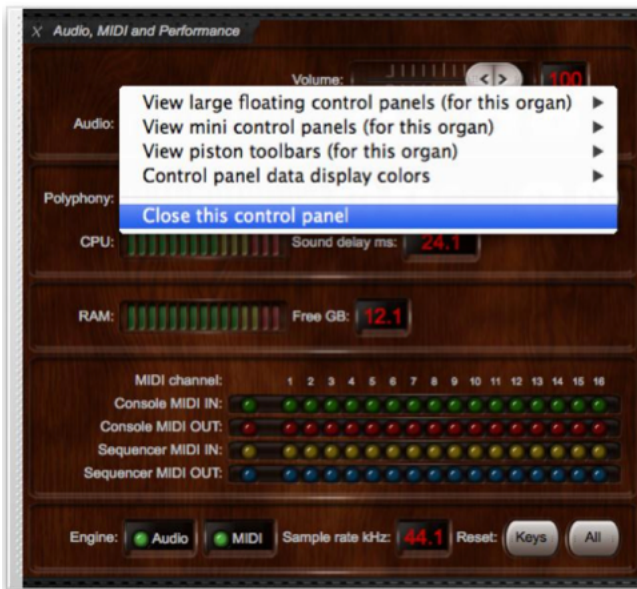 X Audio, MIDI and Performance
Volume: < > 100
View large floating control panels (for this organ) ▶
Audio:
View mini control panels (for this organ) ▶
View piston toolbars (for this organ) ▶
Control panel data display colors ▶
Polyphony:
Close this control panel
CPU: Sound delay ms: 24.1
RAM: Free GB: 12.1
MIDI channel: 1 2 3 4 5 6 7 8 9 10 11 12 13 14 15 16
Console MIDI IN:
Console MIDI OUT:
Sequencer MIDI IN:
Sequencer MIDI OUT:
Engine: Audio MIDI Sample rate kHz: 44.1 Reset: Keys All